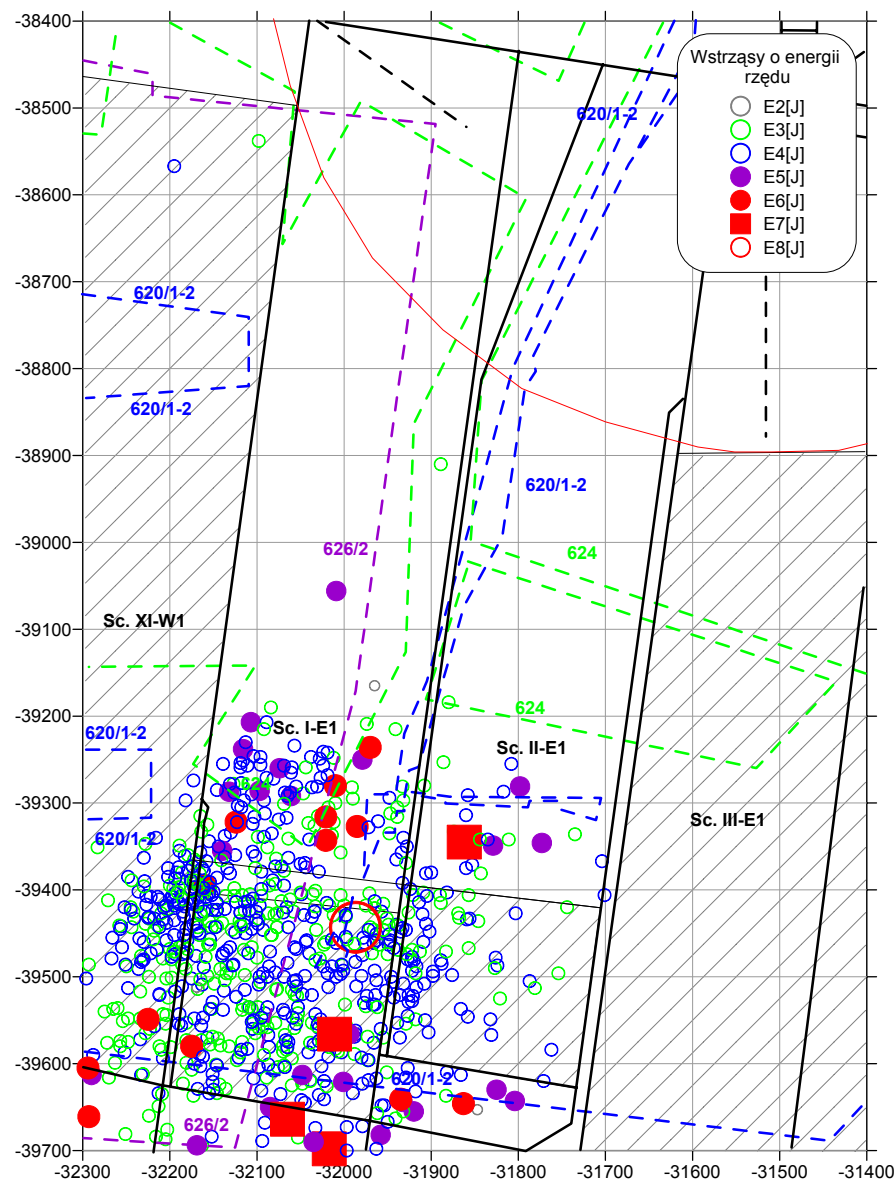 -38400
-38500
-38600
-38700
-38800
-38900
-39000
-39100
-39200
-39300
-39400
-39500
-39600
-39700
-32300 -32200 -32100 -32000 -31900 -31800 -31700 -31600 -31500 -31400
Wstrząsy o energii
rzędu
E2[J]
E3[J]
E4[J]
E5[J]
E6[J]
E7[J]
E8[J]
620/1-2
620/1-2
620/1-2
620/1-2
626/2
624
Sc. XI-W1
624
620/1-2
Sc. I-E1
Sc. II-E1
620/1-2
Sc. III-E1
620/1-2
626/2